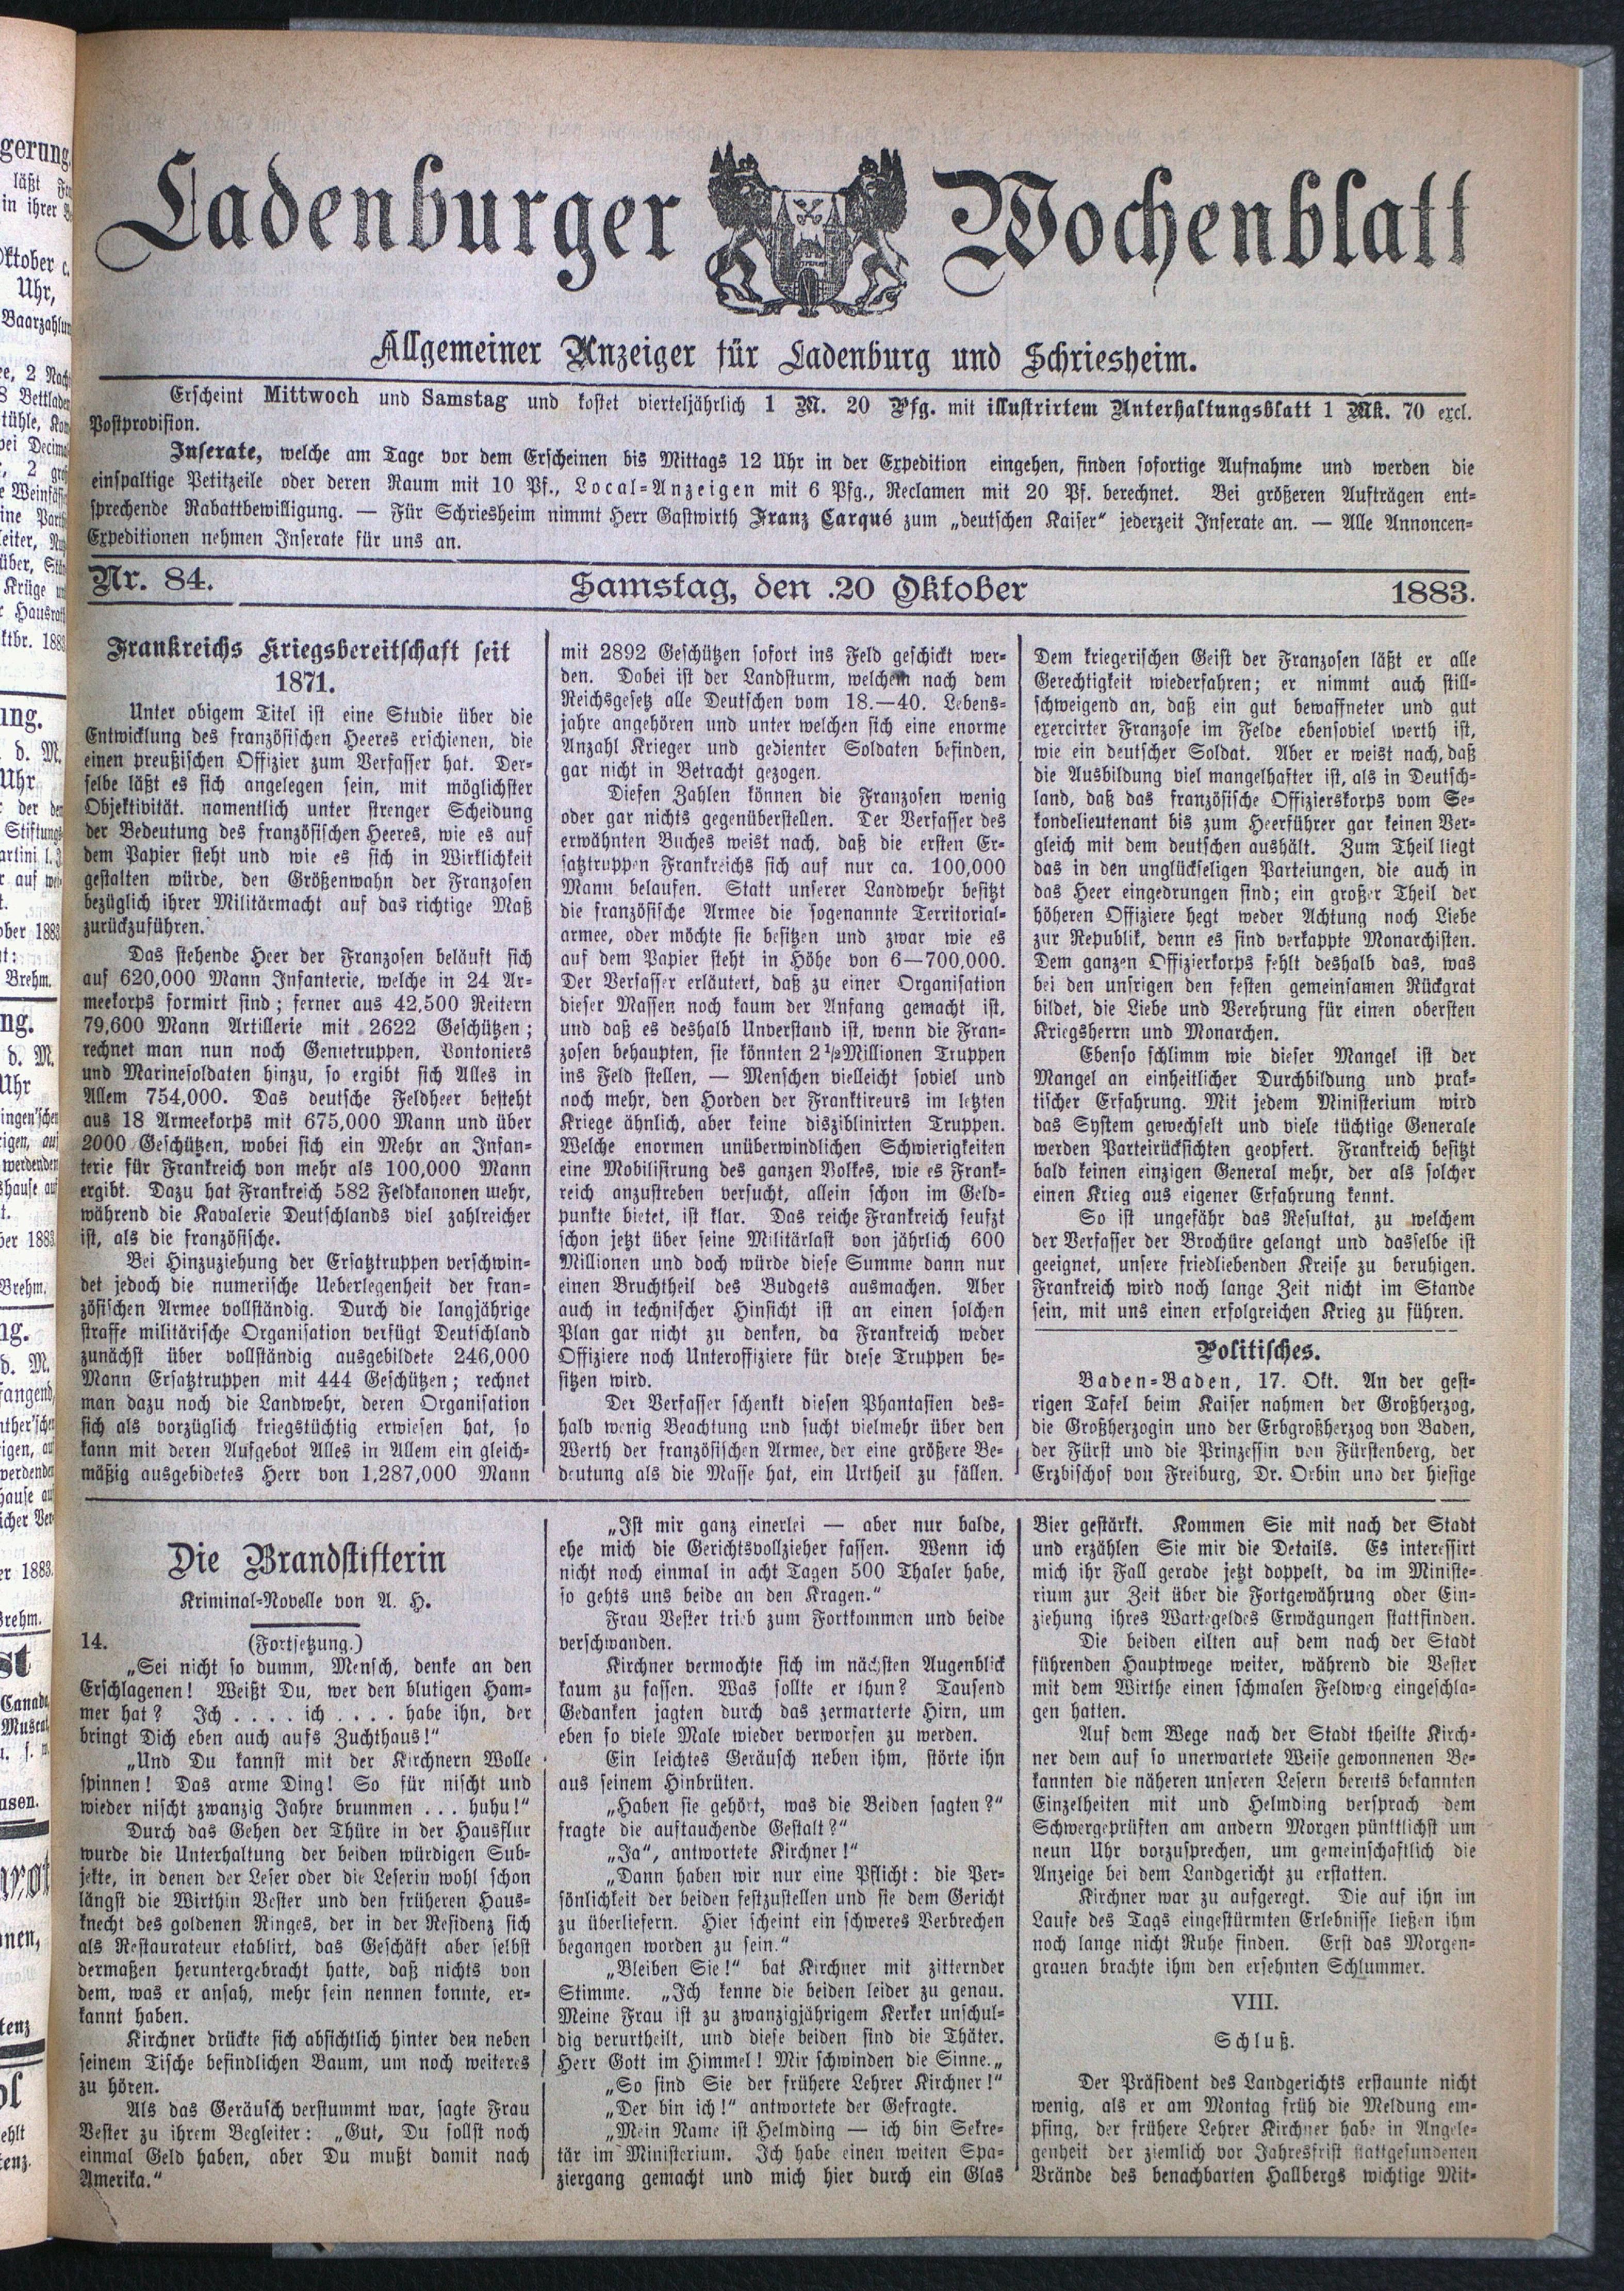 Ladenburger Wochenblatt
Allgemeiner Anzeiger für Ladenburg und Schriesheim.
Erscheint Mittwoch und Samstag und kostet vierteljährlich 1 M. 20 Pfg. mit illustrirtem Unterhaltungsblatt 1 Mk. 70 excl.
Postprovision.
Inserate, welche am Tage vor dem Erscheinen bis Mittags 12 Uhr in der Expedition eingehen, finden sofortige Aufnahme und werden die
einspaltige Petitzeile oder deren Raum mit 10 Pf., Local-Anzeigen mit 6 Pfg., Reclamen mit 20 Pf. berechnet. Bei größeren Aufträgen ent-
sprechende Rabattbewilligung. — Für Schriesheim nimmt Herr Gastwirth Franz Carqué zum „deutschen Kaiser" jederzeit Inserate an. — Alle Annoncen-
Expeditionen nehmen Inserate für uns an.
Nr. 84. Samstag, den .20 Oktober 1883.
Frankreichs Kriegsbereitschaft seit
1871.
Unter obigem Titel ist eine Studie über die
Entwicklung des französischen Heeres erschienen, die
einen preußischen Offizier zum Verfasser hat. Der-
selbe läßt es sich angelegen sein, mit möglichster
Objektivität. namentlich unter strenger Scheidung
der Bedeutung des französischen Heeres, wie es auf
dem Papier steht und wie es sich in Wirklichkeit
gestalten würde, den Größenwahn der Franzosen
bezüglich ihrer Militärmacht auf das richtige Maß
zurückzuführen.
Das stehende Heer der Franzosen beläuft sich
auf 620,000 Mann Infanterie, welche in 24 Ar-
meekorps formirt sind; ferner aus 42,500 Reitern
79,600 Mann Artillerie mit 2622 Geschützen;
rechnet man nun noch Genietruppen, Pontoniers
und Marinesoldaten hinzu, so ergibt sich Alles in
Allem 754,000. Das deutsche Feldheer besteht
aus 18 Armeekorps mit 675,000 Mann und über
2000 Geschützen, wobei sich ein Mehr an Infan-
terie für Frankreich von mehr als 100,000 Mann
ergibt. Dazu hat Frankreich 582 Feldkanonen mehr,
während die Kavalerie Deutschlands viel zahlreicher
ist, als die französische.
Bei Hinzuziehung der Ersatztruppen verschwin-
det jedoch die numerische Ueberlegenheit der fran-
zösischen Armee vollständig. Durch die langjährige
straffe militärische Organisation verfügt Deutschland
zunächst über vollständig ausgebildete 246,000
Mann Ersatztruppen mit 444 Geschützen; rechnet
man dazu noch die Landwehr, deren Organisation
sich als vorzüglich kriegstüchtig erwiesen hat, so
kann mit deren Aufgebot Alles in Allem ein gleich-
mäßig ausgebidetes Herr von 1,287,000 Mann
mit 2892 Geschützen sofort ins Feld geschickt wer-
den. Dabei ist der Landsturm, welchem nach dem
Reichsgesetz alle Deutschen vom 18.—40. Lebens-
jahre angehören und unter welchen sich eine enorme
Anzahl Krieger und gedienter Soldaten befinden,
gar nicht in Betracht gezogen.
Diesen Zahlen können die Franzosen wenig
oder gar nichts gegenüberstellen. Der Verfasser des
erwähnten Buches weist nach, daß die ersten Er-
satztruppen Frankreichs sich auf nur ca. 100,000
Mann belaufen. Statt unserer Landwehr besitzt
die französische Armee die sogenannte Territorial-
armee, oder möchte sie besitzen und zwar wie es
auf dem Papier steht in Höhe von 6—700,000.
Der Verfasser erläutert, daß zu einer Organisation
dieser Massen noch kaum der Anfang gemacht ist,
und daß es deshalb Unverstand ist, wenn die Fran-
zosen behaupten, sie könnten 2½ Millionen Truppen
ins Feld stellen, — Menschen vielleicht soviel und
noch mehr, den Horden der Franktireurs im letzten
Kriege ähnlich, aber keine disziblinirten Truppen.
Welche enormen unüberwindlichen Schwierigkeiten
eine Mobilisirung des ganzen Volkes, wie es Frank-
reich anzustreben versucht, allein schon im Geld-
punkte bietet, ist klar. Das reiche Frankreich seufzt
schon jetzt über seine Militärlast von jährlich 600
Millionen und doch würde diese Summe dann nur
einen Bruchtheil des Budgets ausmachen. Aber
auch in technischer Hinsicht ist an einen solchen
Plan gar nicht zu denken, da Frankreich weder
Offiziere noch Unteroffiziere für diese Truppen be-
sitzen wird.
Der Verfasser schenkt diesen Phantasien des-
halb wenig Beachtung und sucht vielmehr über den
Werth der französischen Armee, der eine größere Be-
deutung als die Masse hat, ein Urtheil zu fällen.
Dem kriegerischen Geist der Franzosen läßt er alle
Gerechtigkeit wiederfahren; er nimmt auch still-
schweigend an, daß ein gut bewaffneter und gut
exercirter Franzose im Felde ebensoviel werth ist,
wie ein deutscher Soldat. Aber er weist nach, daß
die Ausbildung viel mangelhafter ist, als in Deutsch-
land, daß das französische Offizierskorps vom Se-
kondelieutenant bis zum Heerführer gar keinen Ver-
gleich mit dem deutschen aushält. Zum Theil liegt
das in den unglückseligen Parteiungen, die auch in
das Heer eingedrungen sind; ein großer Theil der
höheren Offiziere hegt weder Achtung noch Liebe
zur Republik, denn es sind verkappte Monarchisten.
Dem ganzen Offizierkorps fehlt deshalb das, was
bei den unsrigen den festen gemeinsamen Rückgrat
bildet, die Liebe und Verehrung für einen obersten
Kriegsherrn und Monarchen.
Ebenso schlimm wie dieser Mangel ist der
Mangel an einheitlicher Durchbildung und prak-
tischer Erfahrung. Mit jedem Ministerium wird
das System gewechselt und viele tüchtige Generale
werden Parteirücksichten geopfert. Frankreich besitzt
bald keinen einzigen General mehr, der als solcher
einen Krieg aus eigener Erfahrung kennt.
So ist ungefähr das Resultat, zu welchem
der Verfasser der Brochüre gelangt und dasselbe ist
geeignet, unsere friedliebenden Kreise zu beruhigen.
Frankreich wird noch lange Zeit nicht im Stande
sein, mit uns einen erfolgreichen Krieg zu führen.
Politisches.
Baden-Baden, 17. Okt. An der gest-
rigen Tafel beim Kaiser nahmen der Großherzog,
die Großherzogin und der Erbgroßherzog von Baden,
der Fürst und die Prinzessin von Fürstenberg, der
Erzbischof von Freiburg, Dr. Orbin und der hiesige
Die Brandstifterin
Kriminal-Novelle von A. H.
14. (Fortsetzung.)
„Sei nicht so dumm, Mensch, denke an den
Erschlagenen! Weißt Du, wer den blutigen Ham-
mer hat? Ich . . . . ich . . . . habe ihn, der
bringt Dich eben auch aufs Zuchthaus!"
„Und Du kannst mit der Kirchnern Wolle
spinnen! Das arme Ding! So für nischt und
wieder nischt zwanzig Jahre brummen . . . huhu!"
Durch das Gehen der Thüre in der Hausflur
wurde die Unterhaltung der beiden würdigen Sub-
jekte, in denen der Leser oder die Leserin wohl schon
längst die Wirthin Vester und den früheren Haus-
knecht des goldenen Ringes, der in der Residenz sich
als Restaurateur etablirt, das Geschäft aber selbst
dermaßen heruntergebracht hatte, daß nichts von
dem, was er ansah, mehr sein nennen konnte, er-
kannt haben.
Kirchner drückte sich absichtlich hinter den neben
seinem Tische befindlichen Baum, um noch weiteres
zu hören.
Als das Geräusch verstummt war, sagte Frau
Vester zu ihrem Begleiter: „Gut, Du sollst noch
einmal Geld haben, aber Du mußt damit nach
Amerika."
„Ist mir ganz einerlei — aber nur balde,
ehe mich die Gerichtsvollzieher fassen. Wenn ich
nicht noch einmal in acht Tagen 500 Thaler habe,
so gehts uns beide an den Kragen."
Frau Vester trieb zum Fortkommen und beide
verschwanden.
Kirchner vermochte sich im nächsten Augenblick
kaum zu fassen. Was sollte er thun? Tausend
Gedanken jagten durch das zermarterte Hirn, um
eben so viele Male wieder verworfen zu werden.
Ein leichtes Geräusch neben ihm, störte ihn
aus seinem Hinbrüten.
„Haben sie gehört, was die Beiden sagten?"
fragte die auftauchende Gestalt?"
„Ja", antwortete Kirchner!"
„Dann haben wir nur eine Pflicht: die Per-
sönlichkeit der beiden festzustellen und sie dem Gericht
zu überliefern. Hier scheint ein schweres Verbrechen
begangen worden zu sein."
„Bleiben Sie!" bat Kirchner mit zitternder
Stimme. „Ich kenne die beiden leider zu genau.
Meine Frau ist zu zwanzigjährigem Kerker unschul-
dig verurtheilt, und diese beiden sind die Thäter.
Herr Gott im Himmel! Mir schwinden die Sinne.„
„So sind Sie der frühere Lehrer Kirchner!"
„Der bin ich!" antwortete der Gefragte.
„Mein Name ist Helmding — ich bin Sekre-
tär im Ministerium. Ich habe einen weiten Spa-
ziergang gemacht und mich hier durch ein Glas
Bier gestärkt. Kommen Sie mit nach der Stadt
und erzählen Sie mir die Details. Es interessirt
mich ihr Fall gerade jetzt doppelt, da im Ministe-
rium zur Zeit über die Fortgewährung oder Ein-
ziehung ihres Wartegeldes Erwägungen stattfinden.
Die beiden eilten auf dem nach der Stadt
führenden Hauptwege weiter, während die Vester
mit dem Wirthe einen schmalen Feldweg eingeschla-
gen hatten.
Auf dem Wege nach der Stadt theilte Kirch-
ner dem auf so unerwartete Weise gewonnenen Be-
kannten die näheren unseren Lesern bereits bekannten
Einzelheiten mit und Helmding versprach dem
Schwergeprüften am andern Morgen pünktlichst um
neun Uhr vorzusprechen, um gemeinschaftlich die
Anzeige bei dem Landgericht zu erstatten.
Kirchner war zu aufgeregt. Die auf ihn im
Laufe des Tags eingestürmten Erlebnisse ließen ihm
noch lange nicht Ruhe finden. Erst das Morgen-
grauen brachte ihm den ersehnten Schlummer.
VIII.
Schluß.
Der Präsident des Landgerichts erstaunte nicht
wenig, als er am Montag früh die Meldung em-
pfing, der frühere Lehrer Kirchner habe in Angele-
genheit der ziemlich vor Jahresfrist stattgefundenen
Brände des benachbarten Hallbergs wichtige Mit-